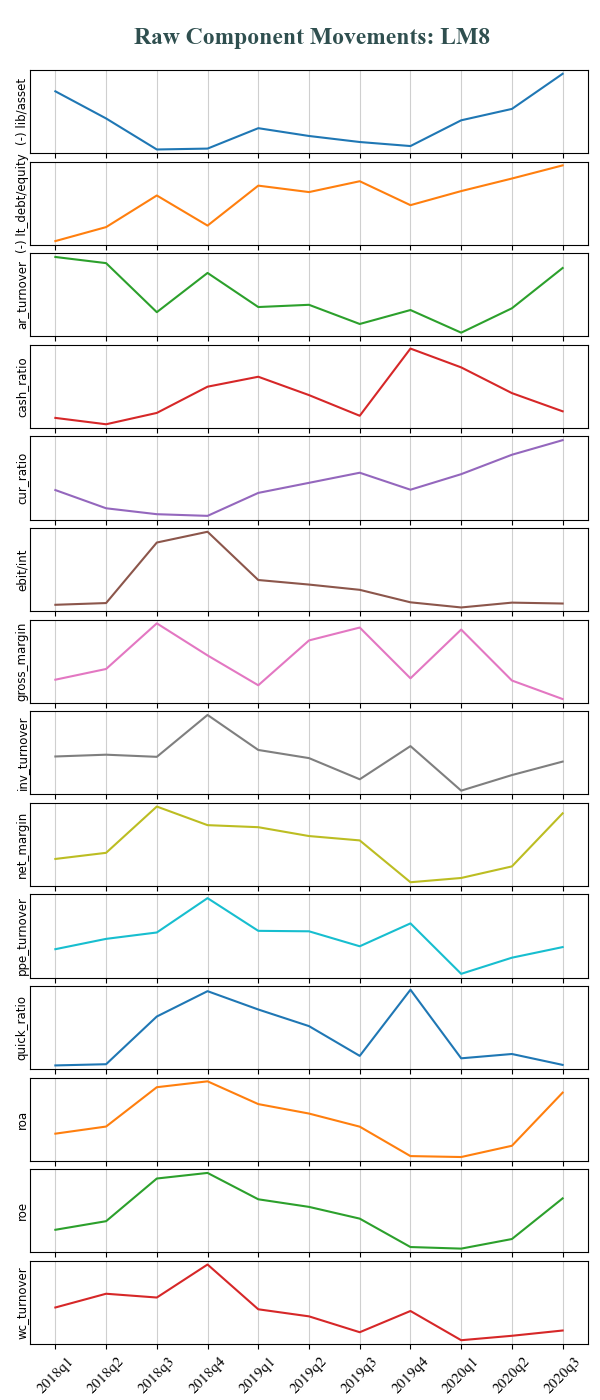 Raw Component Movements: LM8
(-) lib/asset
(-) lt_debt/equity
ar_turnover
cash_ratio
cur_ratio
ebit/int
gross_margin
inv_turnover
net_margin
ppe_turnover
quick_ratio
roa
roe
wc_turnover
2018q1 2018q2 2018q3 2018q4 2019q1 2019q2 2019q3 2019q4 2020q1 2020q2 2020q3